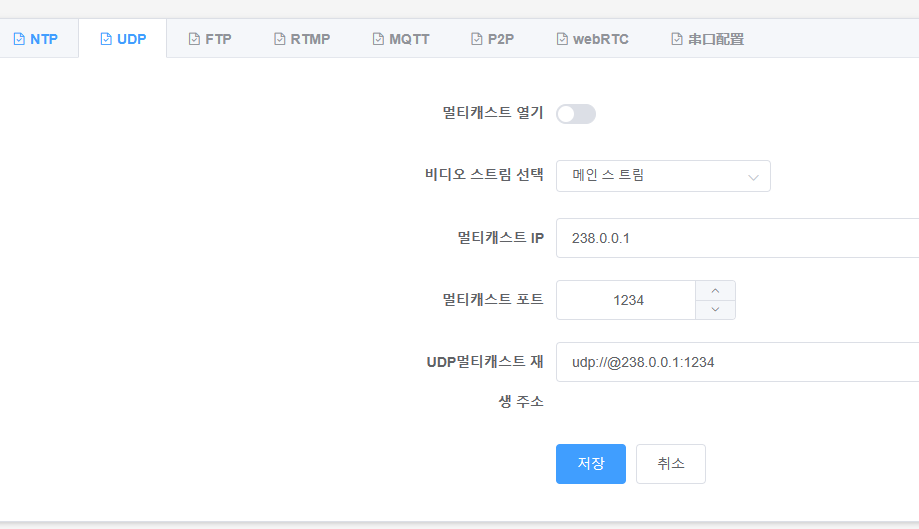 NTP UDP FTP RTMP MQTT P2P webRTC 串口配置
멀티캐스트 열기
비디오 스트림 선택 메인 스 트림
멀티캐스트 IP 238.0.0.1
멀티캐스트 포트 1234
UDP멀티캐스트 재 udp://@238.0.0.1:1234
생 주소
저장 취소